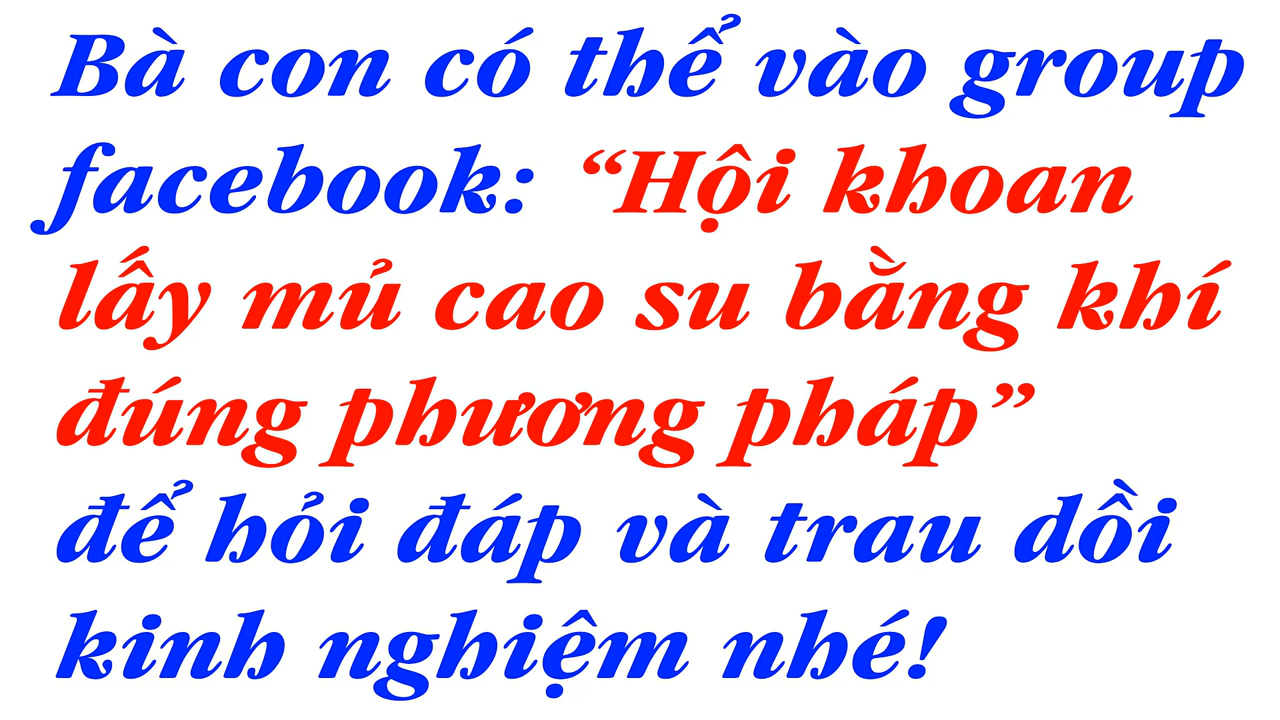 Bà con có thể vào group
facebook: “Hội khoan
lấy mủ cao su bằng khí
đúng phương pháp”
để hỏi đáp và trau dồi
kinh nghiệm nhé!